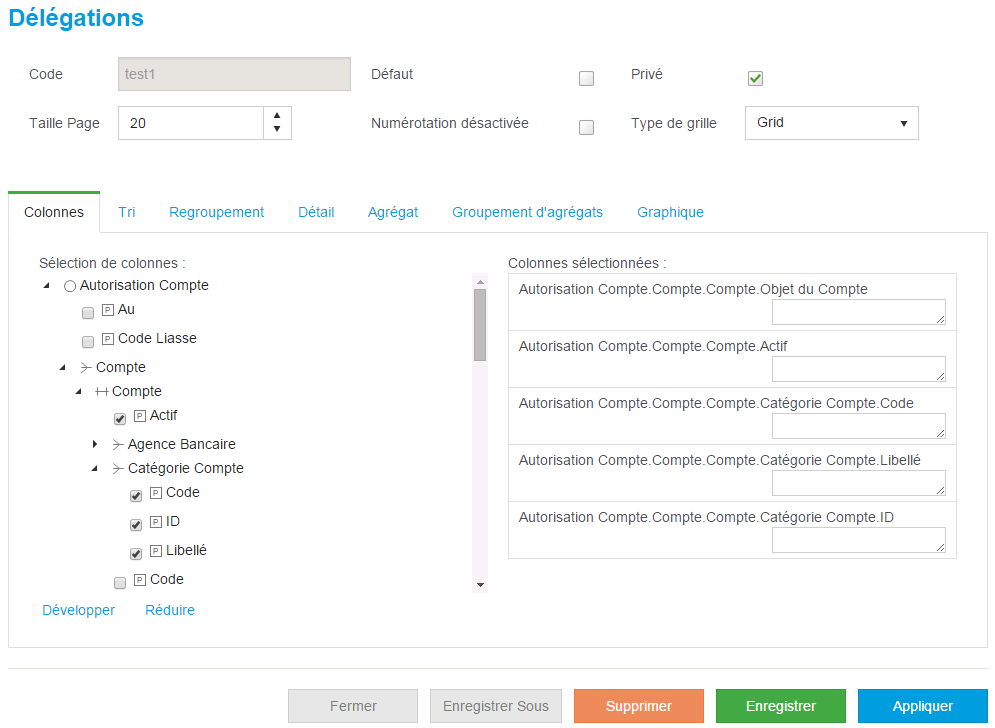 Délégations
Code test1 Défaut Privé
Taille Page 20 Numérotation désactivée Type de grille Grid
Colonnes Tri Regroupement Détail Agrégat Groupement d'agrégats Graphique
Sélection de colonnes :
Autorisation Compte
P Au
P Code Liasse
Compte
Compte
P Actif
Agence Bancaire
Catégorie Compte
P Code
P ID
P Libellé
P Code
Développer Réduire
Colonnes sélectionnées :
Autorisation Compte.Compte.Compte.Objet du Compte
Autorisation Compte.Compte.Compte.Actif
Autorisation Compte.Compte.Compte.Catégorie Compte.Code
Autorisation Compte.Compte.Compte.Catégorie Compte.Libellé
Autorisation Compte.Compte.Compte.Catégorie Compte.ID
Fermer Enregistrer Sous Supprimer Enregistrer Appliquer